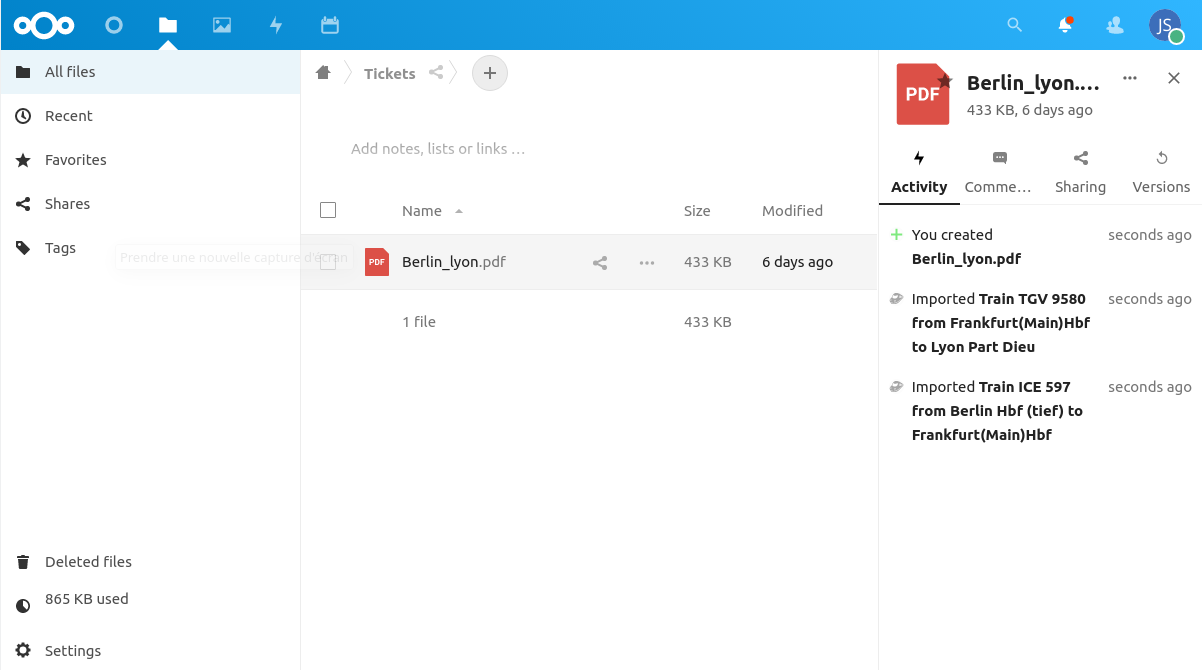 JS
All files
Recent
Favorites
Shares
Tags
Prendre une nouvelle capture d'écran
Deleted files
865 KB used
Settings
Tickets
Add notes, lists or links …
Name
Size
Modified
PDF
Berlin_lyon.pdf
433 KB
6 days ago
1 file
433 KB
PDF
Berlin_lyon.…
433 KB, 6 days ago
Activity
Comme…
Sharing
Versions
You created
Berlin_lyon.pdf
seconds ago
Imported Train TGV 9580
from Frankfurt(Main)Hbf
to Lyon Part Dieu
seconds ago
Imported Train ICE 597
from Berlin Hbf (tief) to
Frankfurt(Main)Hbf
seconds ago